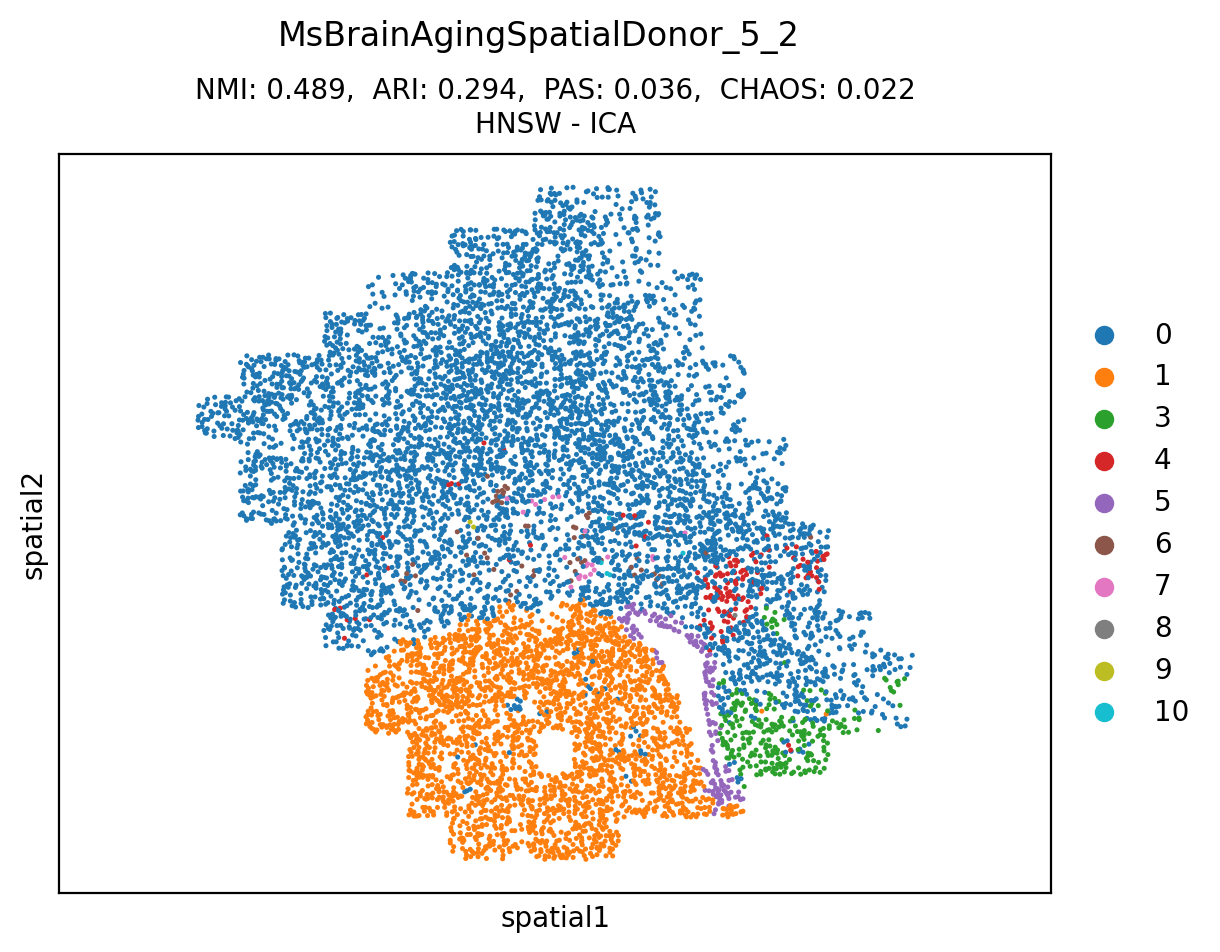 MsBrainAgingSpatialDonor_5_2
NMI: 0.489,  ARI: 0.294,  PAS: 0.036,  CHAOS: 0.022
HNSW - ICA
spatial2
0
1
3
4
5
6
7
8
9
10
spatial1